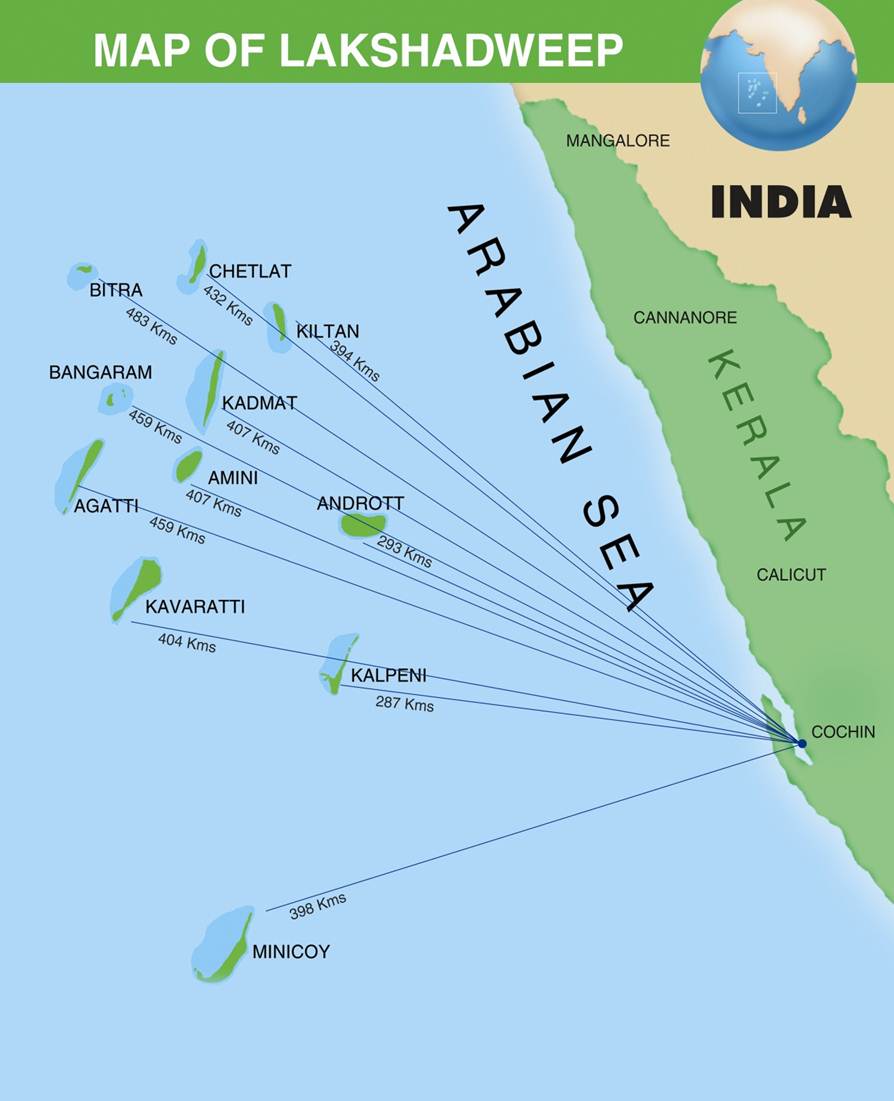 MAP OF LAKSHADWEEP
INDIA
MANGALORE
ARABIAN SEA
CHETLAT
432 Kms
BITRA
483 Kms
KILTAN
394 Kms
CANNANORE
KERALA
BANGARAM
459 Kms
KADMAT
407 Kms
AMINI
407 Kms
ANDROTT
293 Kms
AGATTI
459 Kms
CALICUT
KAVARATTI
404 Kms
KALPENI
287 Kms
COCHIN
398 Kms
MINICOY